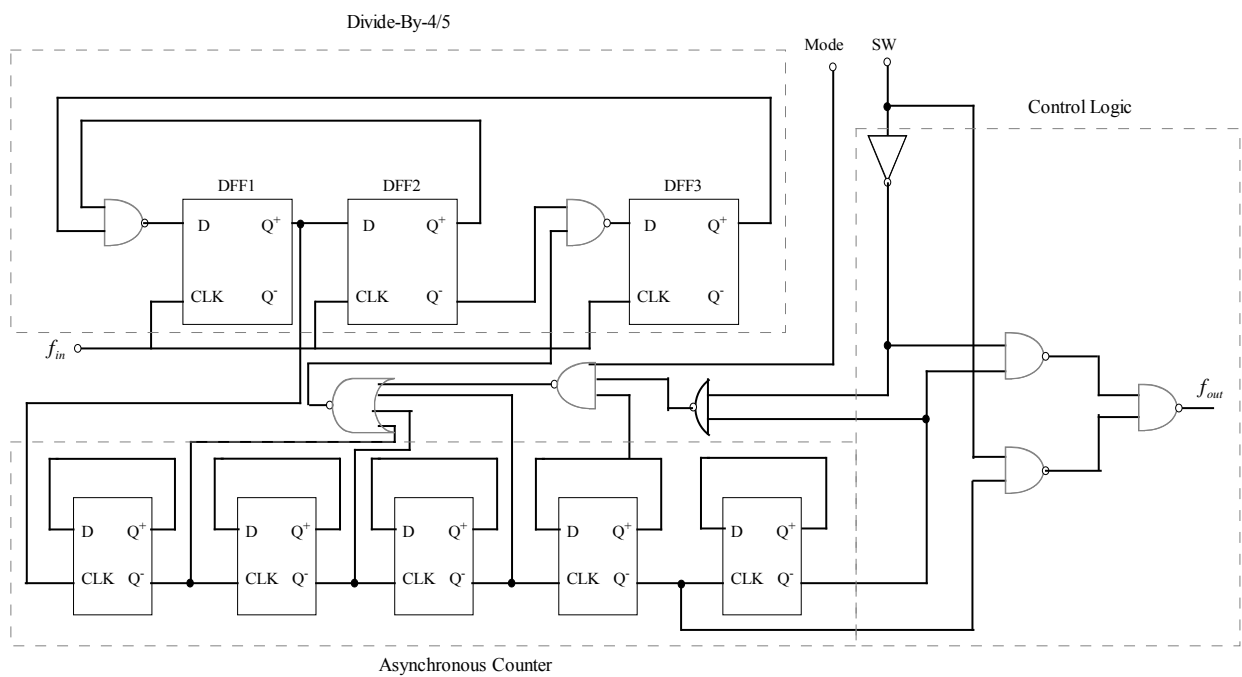 Divide-By-4/5
Mode SW
Control Logic
DFF1 DFF2 DFF3
D Q+ D Q+ D Q+
CLK Q- CLK Q- CLK Q-
fin
fout
D Q+ D Q+ D Q+ D Q+ D Q+
CLK Q- CLK Q- CLK Q- CLK Q- CLK Q-
Asynchronous Counter